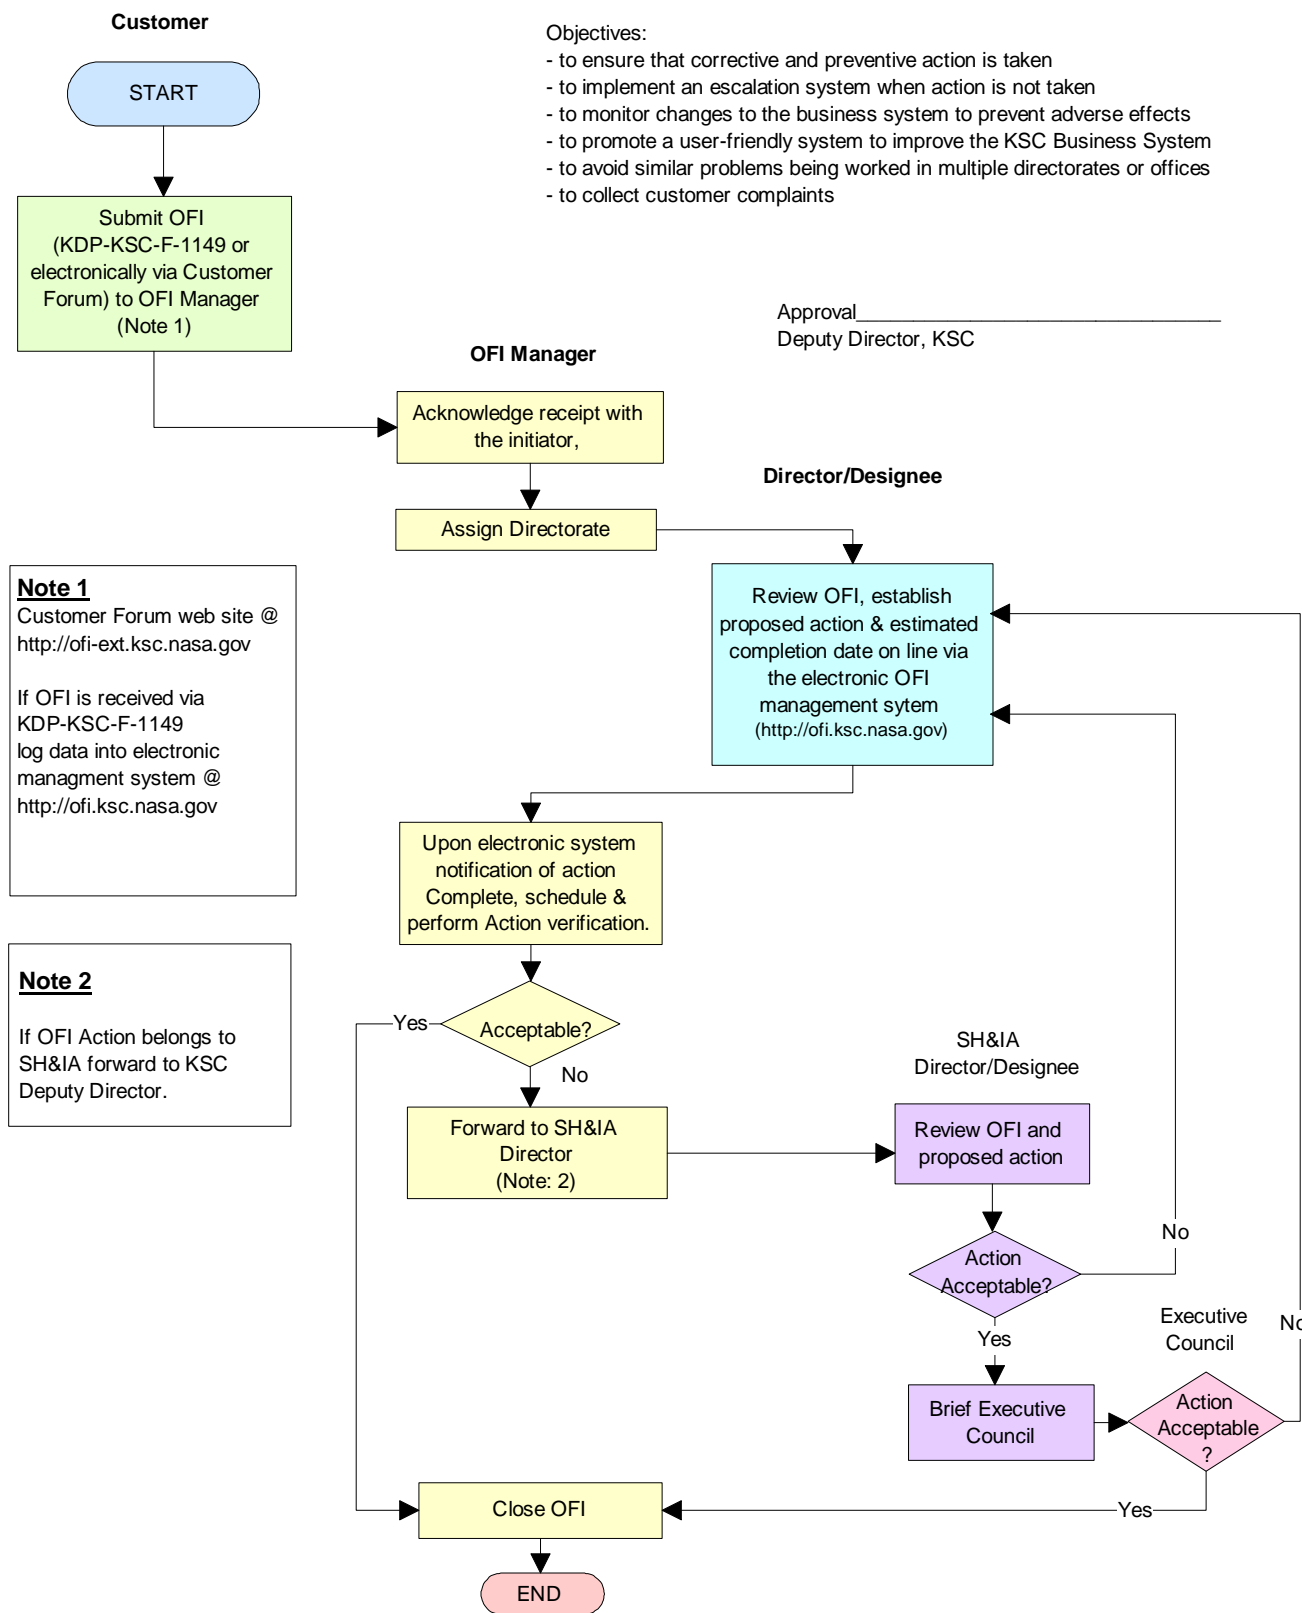 Customer
START
Submit OFI
(KDP-KSC-F-1149 or
electronically via Customer
Forum) to OFI Manager
(Note 1)
Objectives:
- to ensure that corrective and preventive action is taken
- to implement an escalation system when action is not taken
- to monitor changes to the business system to prevent adverse effects
- to promote a user-friendly system to improve the KSC Business System
- to avoid similar problems being worked in multiple directorates or offices
- to collect customer complaints
Approval_________________________________
Deputy Director, KSC
OFI Manager
Acknowledge receipt with
the initiator,
Assign Directorate
Director/Designee
Review OFI, establish
proposed action & estimated
completion date on line via
the electronic OFI
management sytem
(http://ofi.ksc.nasa.gov)
Note 1
Customer Forum web site @
http://ofi-ext.ksc.nasa.gov
If OFI is received via
KDP-KSC-F-1149
log data into electronic
managment system @
http://ofi.ksc.nasa.gov
Note 2
If OFI Action belongs to
SH&IA forward to KSC
Deputy Director.
Upon electronic system
notification of action
Complete, schedule &
perform Action verification.
Acceptable?
Yes
No
Forward to SH&IA
Director
(Note: 2)
SH&IA
Director/Designee
Review OFI and
proposed action
Action
Acceptable?
No
Yes
Brief Executive
Council
Executive
Council
Action
Acceptable
?
No
Yes
Close OFI
END